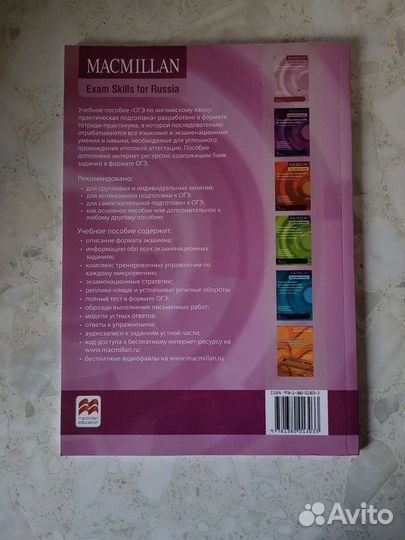 MACMILLAN
Exam Skills for Russia
Учебное пособие «ОГЭ по английскому языку:
практическая подготовка» разработано в формате
тетради-практикума, в которой последовательно
отрабатываются все языковые и экзаменационные
умения и навыки, необходимые для успешного
прохождения итоговой аттестации. Пособие
дополнено интернет-ресурсом, содержащим банк
заданий в формате ОГЭ.
Рекомендовано:
✓ для групповых и индивидуальных занятий;
✓ для интенсивной подготовки к ОГЭ;
✓ для самостоятельной подготовки к ОГЭ;
✓ как основное пособие или дополнительное к
любому другому пособию.
Учебное пособие содержит:
✓ описание формата экзамена;
✓ информацию обо всех экзаменационных
заданиях;
✓ комплекс тренировочных упражнений по
каждому микроумению;
✓ экзаменационные стратегии;
✓ реплики-клише и устойчивые речевые обороты;
✓ полный тест в формате ОГЭ;
✓ образцы выполнения письменных работ;
✓ модели устных ответов;
✓ ответы к упражнениям;
✓ аудиозаписи к заданиям устной части;
✓ код-доступа к бесплатному интернет-ресурсу на
www.macmillan.ru;
✓ бесплатные аудиофайлы на www.macmillan.ru
macmillan
education
MACMILLAN
MACMILLAN
MACMILLAN
MACMILLAN
MACMILLAN
Avito